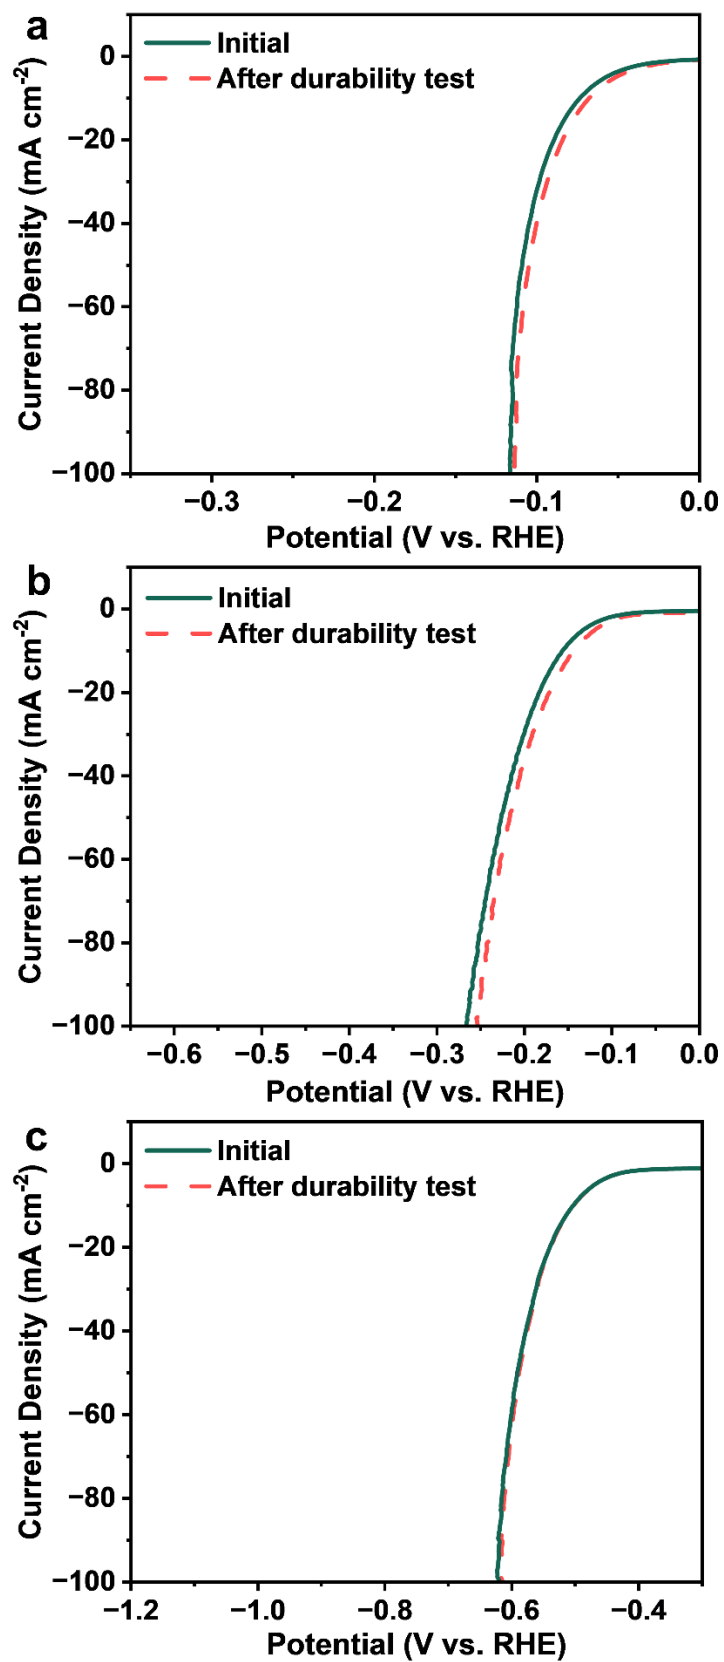 a
Initial
After durability test
0
−20
−40
−60
−80
−100
Current Density (mA cm⁻²)
−0.3 −0.2 −0.1 0.0
Potential (V vs. RHE)
b
Initial
After durability test
0
−20
−40
−60
−80
−100
Current Density (mA cm⁻²)
−0.6 −0.5 −0.4 −0.3 −0.2 −0.1 0.0
Potential (V vs. RHE)
c
Initial
After durability test
0
−20
−40
−60
−80
−100
Current Density (mA cm⁻²)
−1.2 −1.0 −0.8 −0.6 −0.4
Potential (V vs. RHE)